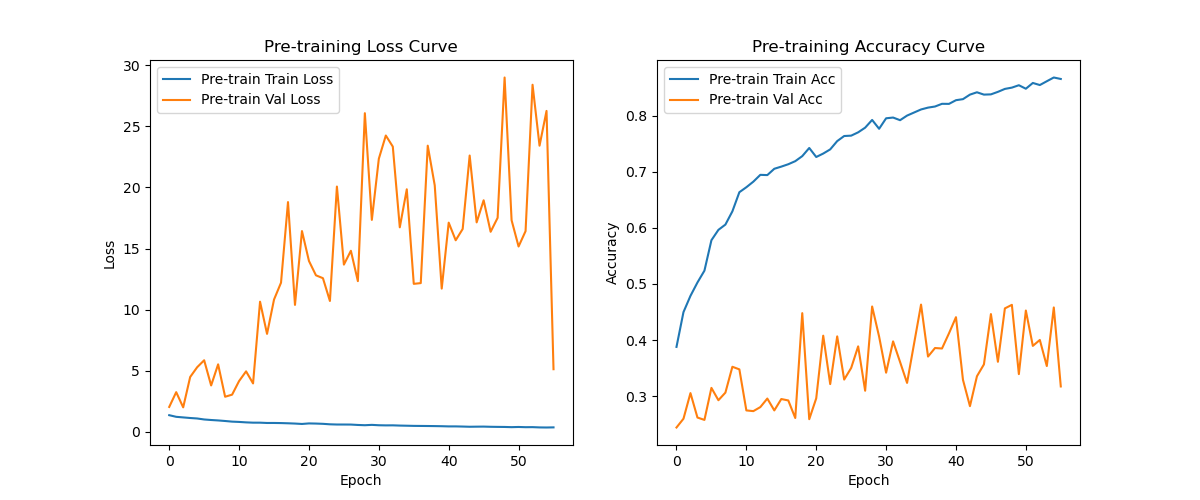 Pre-training Loss Curve
Pre-train Train Loss
Pre-train Val Loss
30
25
20
15
10
5
0
Loss
0 10 20 30 40 50
Epoch
Pre-training Accuracy Curve
Pre-train Train Acc
Pre-train Val Acc
0.8
0.7
0.6
0.5
0.4
0.3
Accuracy
0 10 20 30 40 50
Epoch